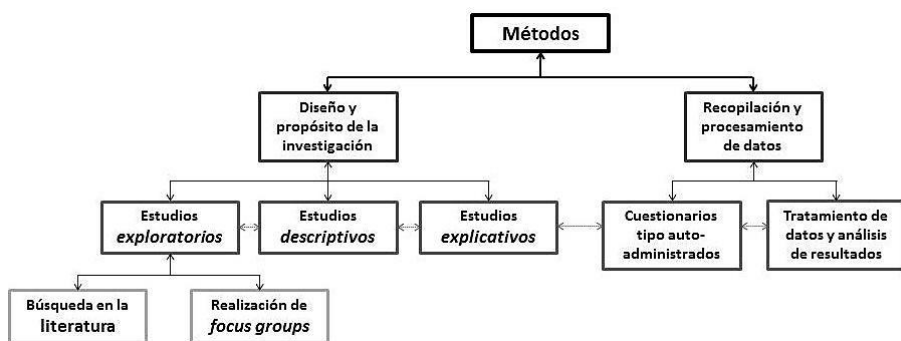 Métodos
Diseño y
propósito de la
investigación
Recopilación y
procesamiento
de datos
Estudios
exploratorios
Estudios
descriptivos
Estudios
explicativos
Cuestionarios
tipo auto-
administrados
Tratamiento de
datos y análisis
de resultados
Búsqueda en la
literatura
Realización de
focus groups